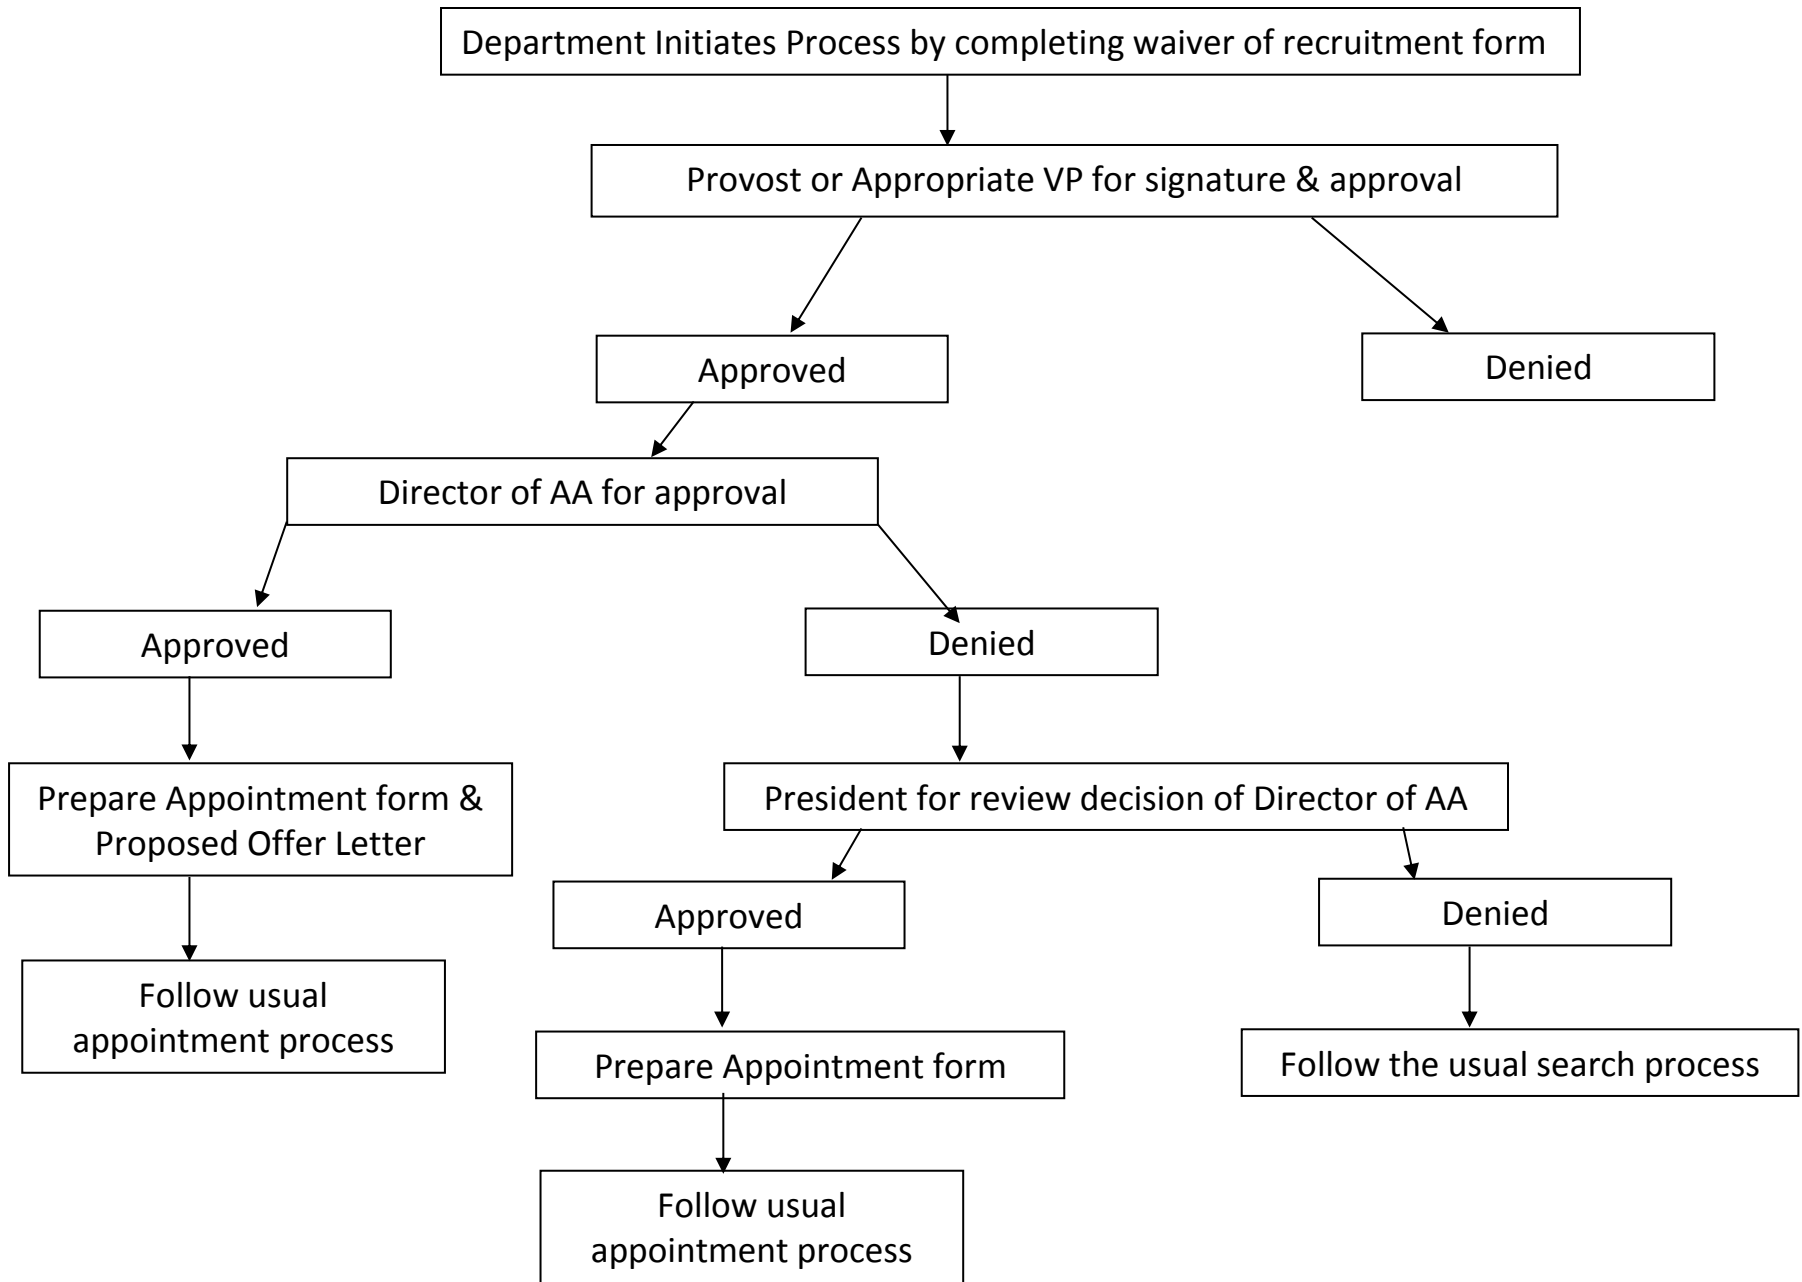 Department Initiates Process by completing waiver of recruitment form
Provost or Appropriate VP for signature & approval
Approved
Denied
Director of AA for approval
Approved
Denied
Prepare Appointment form &
Proposed Offer Letter
President for review decision of Director of AA
Approved
Denied
Follow usual
appointment process
Prepare Appointment form
Follow the usual search process
Follow usual
appointment process